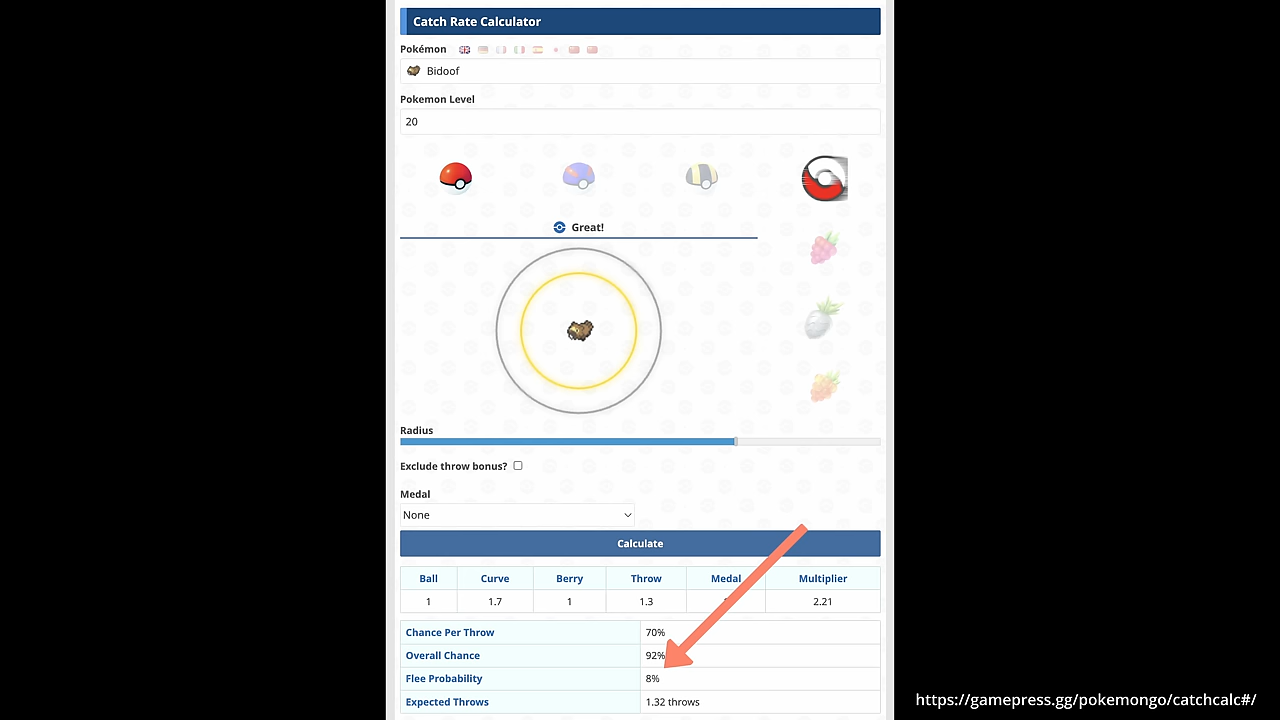 Catch Rate Calculator
Pokémon
Bidoof
Pokemon Level
20
Great!
Radius
Exclude throw bonus?
Medal
None
Calculate
Ball Curve Berry Throw Medal Multiplier
1 1.7 1 1.3 2.21
Chance Per Throw 70%
Overall Chance 92%
Flee Probability 8%
Expected Throws 1.32 throws
https://gamepress.gg/pokemongo/catchcalc#/